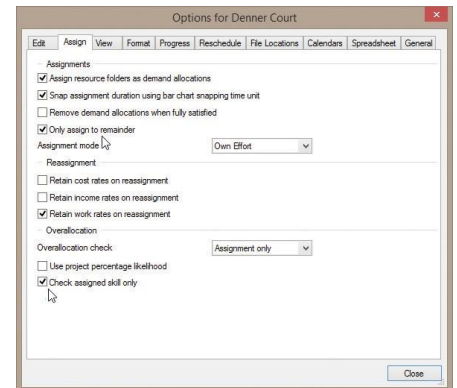 Options for Denner Court
Edit Assign View Format Progress Reschedule File Locations Calendars Spreadsheet General
Assignments
Assign resource folders as demand allocations
Snap assignment duration using bar chart snapping time unit
Remove demand allocations when fully satisfied
Only assign to remainder
Assignment mode Own Effort
Reassignment
Retain cost rates on reassignment
Retain income rates on reassignment
Retain work rates on reassignment
Overallocation
Overallocation check Assignment only
Use project percentage likelihood
Check assigned skill only
Close